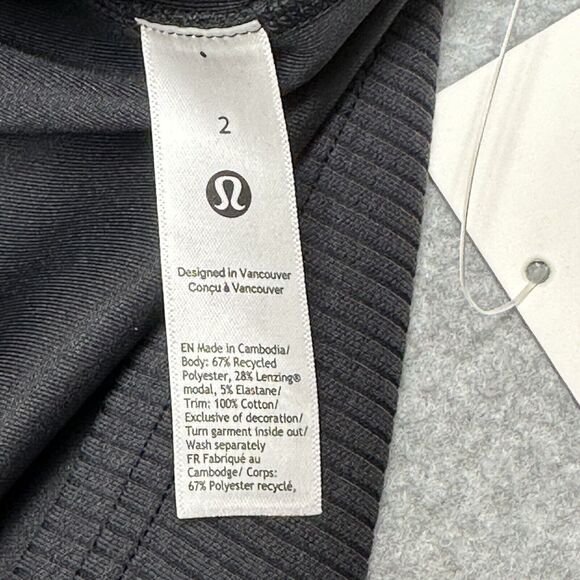 2
Designed in Vancouver
Conçu à Vancouver
EN Made in Cambodia/
Body: 67% Recycled
Polyester, 28% Lenzing®
modal, 5% Elastane/
Trim: 100% Cotton/
Exclusive of decoration/
Turn garment inside out/
Wash separately
FR Fabriqué au
Cambodge/ Corps:
67% Polyester recyclé,